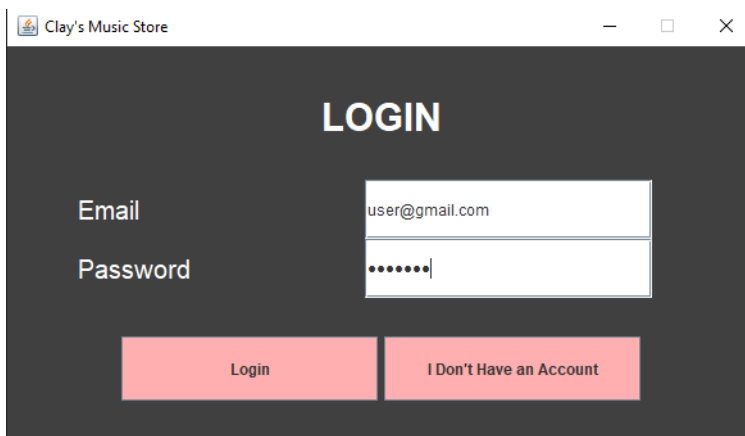 Clay's Music Store
LOGIN
Email
user@gmail.com
Password
•••••••
Login
I Don't Have an Account